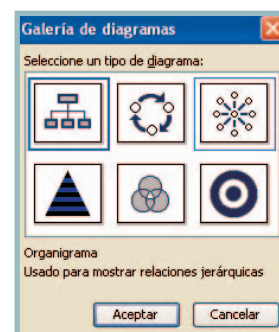 Galería de diagramas
Seleccione un tipo de diagrama:
Organigrama
Usado para mostrar relaciones jerárquicas
Aceptar
Cancelar